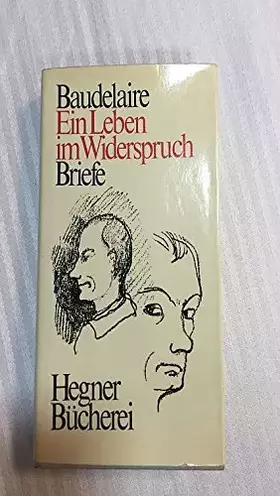 Baudelaire
Ein Leben
im Widerspruch
Briefe
Hegner
Bücherei